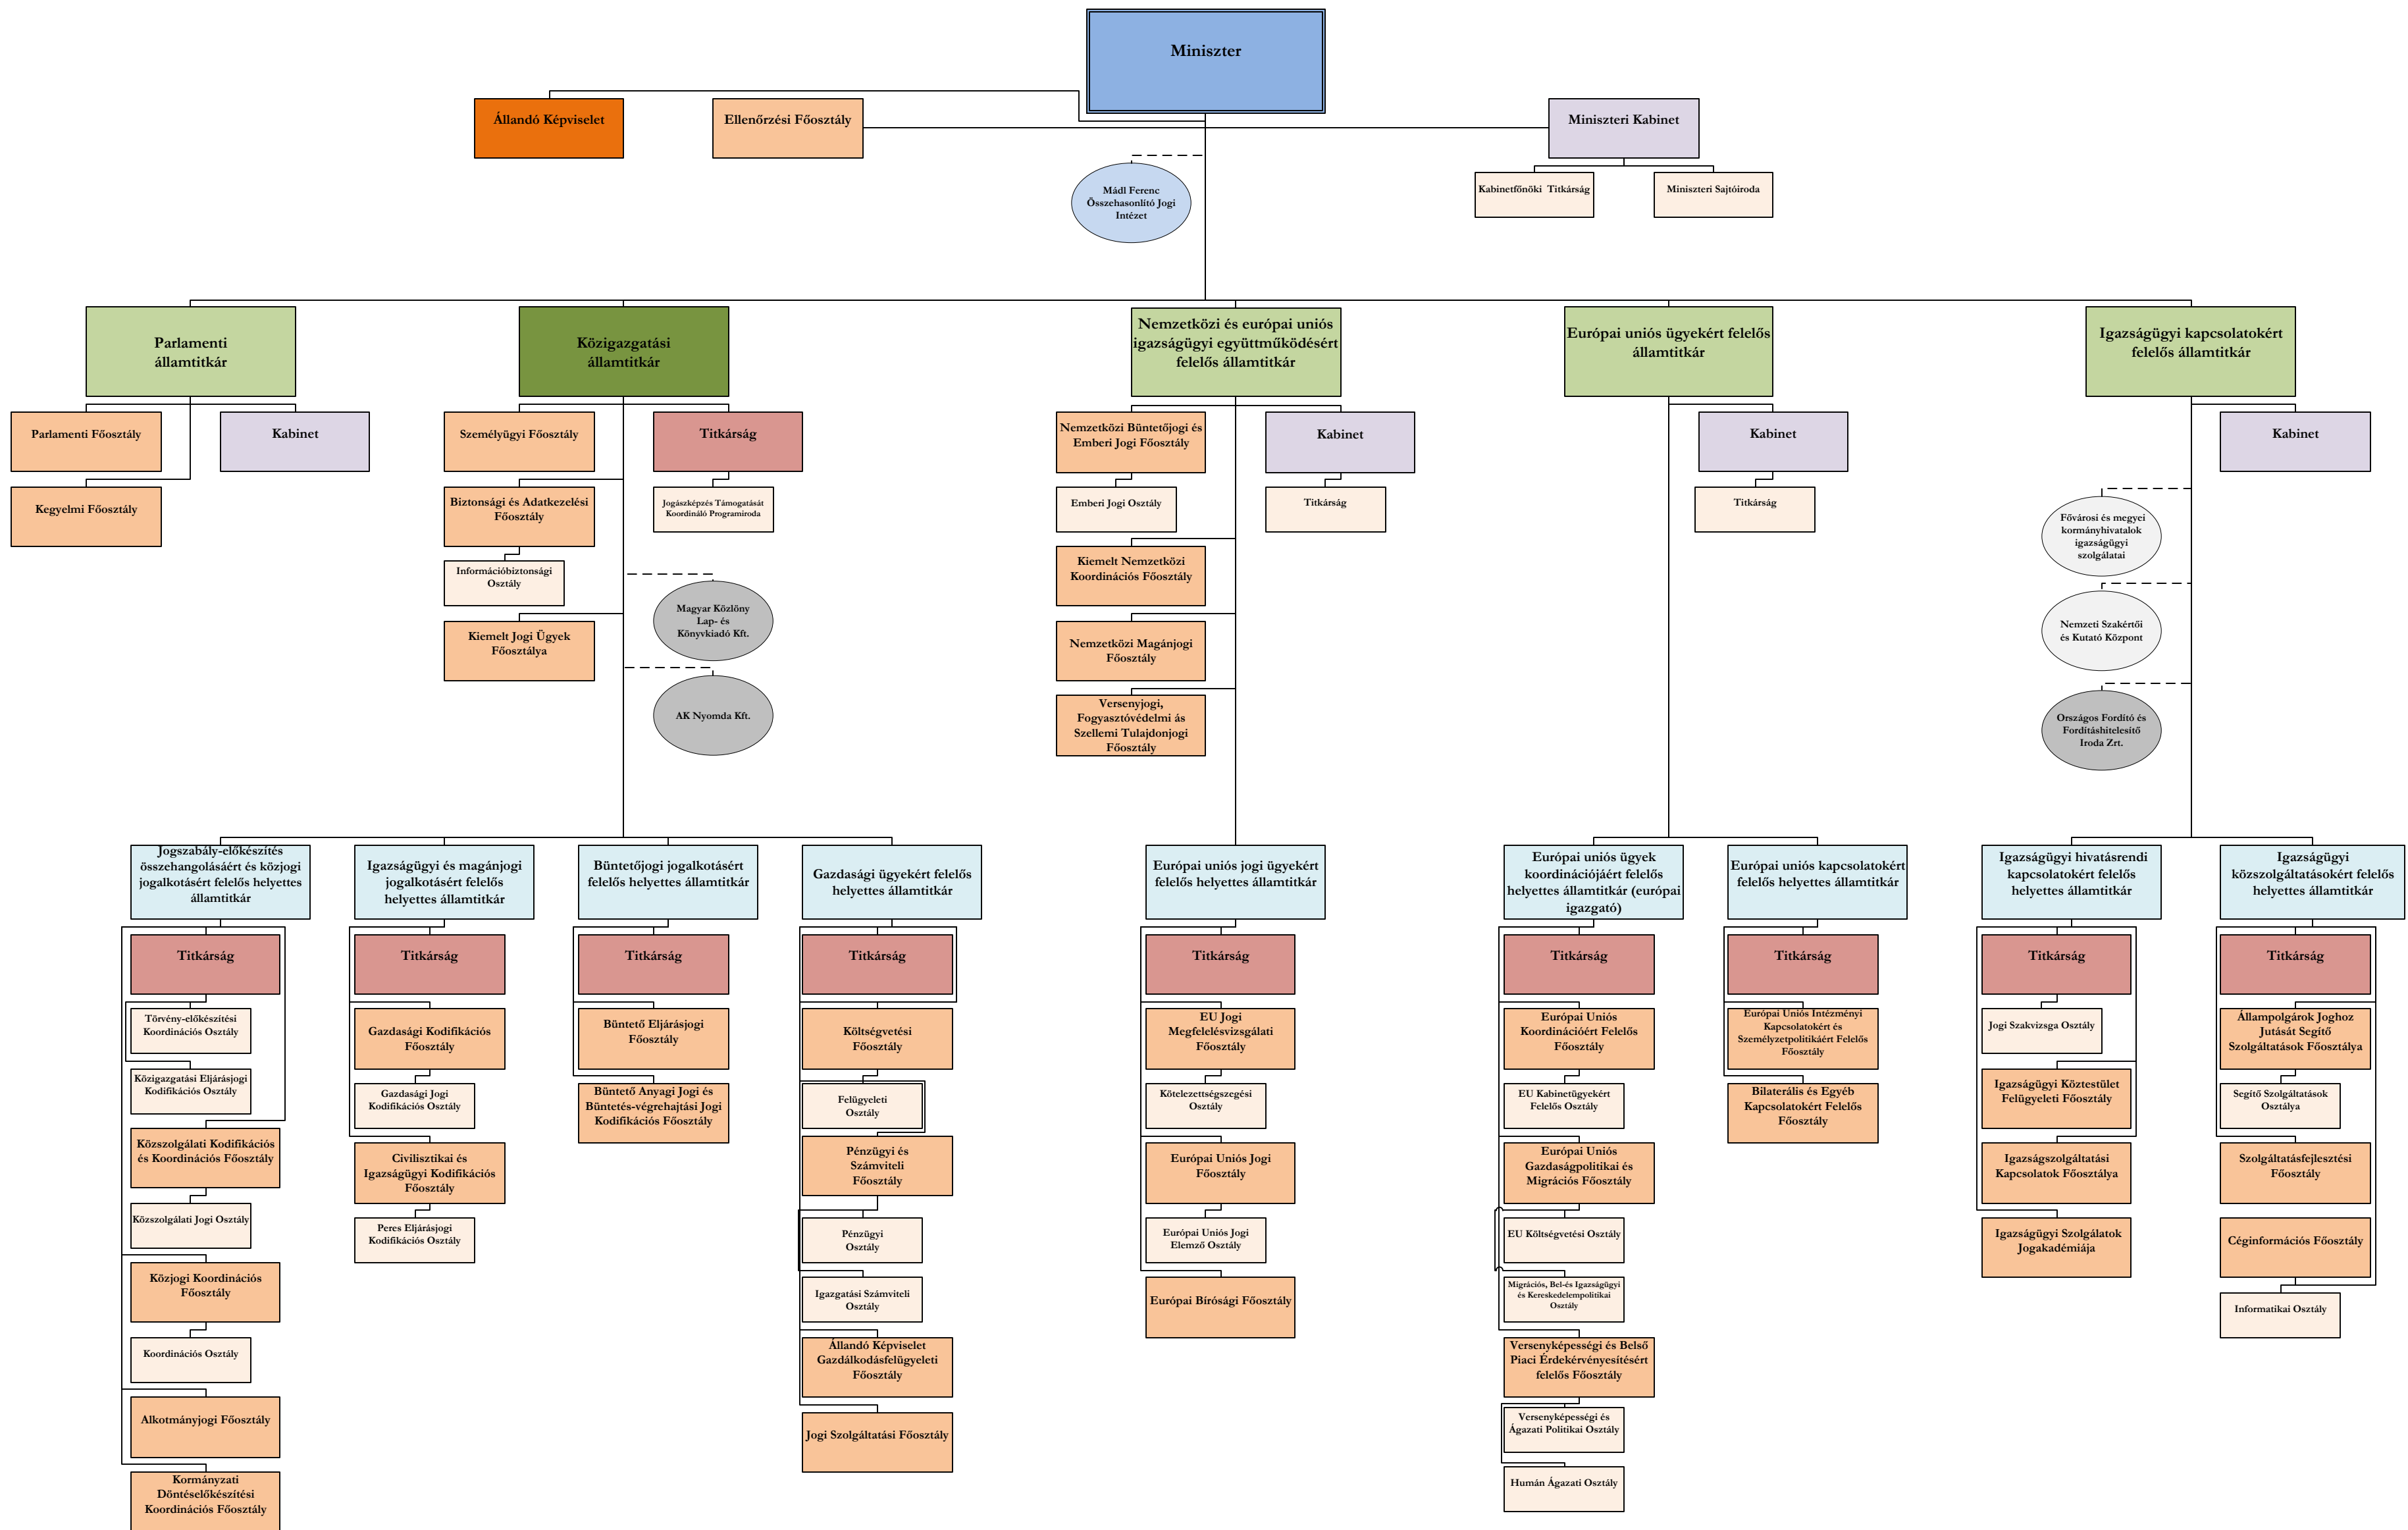 Miniszter
Állandó Képviselet
Ellenőrzési Főosztály
Miniszteri Kabinet
Kabinetfőnöki Titkárság
Miniszteri Sajtóiroda
Mádl Ferenc
Összehasonlító Jogi
Intézet
Parlamenti
államtitkár
Közigazgatási
államtitkár
Nemzetközi és európai uniós
igazságügyi együttműködésért
felelős államtitkár
Európai uniós ügyekért felelős
államtitkár
Igazságügyi kapcsolatokért
felelős államtitkár
Parlamenti Főosztály
Kabinet
Kegyelmi Főosztály
Személyügyi Főosztály
Titkárság
Biztonsági és Adatkezelési
Főosztály
Jogászképzés Támogatását
Koordináló Programiroda
Információbiztonsági
Osztály
Kiemelt Jogi Ügyek
Főosztálya
Magyar Közlöny
Lap- és
Könyvkiadó Kft.
AK Nyomda Kft.
Nemzetközi Büntetőjogi és
Emberi Jogi Főosztály
Kabinet
Emberi Jogi Osztály
Titkárság
Kiemelt Nemzetközi
Koordinációs Főosztály
Nemzetközi Magánjogi
Főosztály
Versenyjogi,
Fogyasztóvédelmi ás
Szellemi Tulajdonjogi
Főosztály
Kabinet
Titkárság
Kabinet
Fővárosi és megyei
kormányhivatalok
igazságügyi
szolgálatai
Nemzeti Szakértői
és Kutató Központ
Országos Fordító és
Fordításhitelesítő
Iroda Zrt.
Jogszabály-előkészítés
összehangolásáért és közjogi
jogalkotásért felelős helyettes
államtitkár
Titkárság
Törvény-előkészítési
Koordinációs Osztály
Közigazgatási Eljárásjogi
Kodifikációs Osztály
Közszolgálati Kodifikációs
és Koordinációs Főosztály
Közszolgálati Jogi Osztály
Közjogi Koordinációs
Főosztály
Koordinációs Osztály
Alkotmányjogi Főosztály
Kormányzati
Döntéselőkészítési
Koordinációs Főosztály
Igazságügyi és magánjogi
jogalkotásért felelős
helyettes államtitkár
Titkárság
Gazdasági Kodifikációs
Főosztály
Gazdasági Jogi
Kodifikációs Osztály
Civilisztikai és
Igazságügyi Kodifikációs
Főosztály
Peres Eljárásjogi
Kodifikációs Osztály
Büntetőjogi jogalkotásért
felelős helyettes államtitkár
Titkárság
Büntető Eljárásjogi
Főosztály
Büntető Anyagi Jogi és
Büntetés-végrehajtási Jogi
Kodifikációs Főosztály
Gazdasági ügyekért felelős
helyettes államtitkár
Titkárság
Költségvetési
Főosztály
Felügyeleti
Osztály
Pénzügyi és
Számviteli
Főosztály
Pénzügyi
Osztály
Igazgatási Számviteli
Osztály
Állandó Képviselet
Gazdálkodásfelügyeleti
Főosztály
Jogi Szolgáltatási Főosztály
Európai uniós jogi ügyekért
felelős helyettes államtitkár
Titkárság
EU Jogi
Megfelelésvizsgálati
Főosztály
Kötelezettségszegési
Osztály
Európai Uniós Jogi
Főosztály
Európai Uniós Jogi
Elemző Osztály
Európai Bírósági Főosztály
Európai uniós ügyek
koordinációjáért felelős
helyettes államtitkár (európai
igazgató)
Titkárság
Európai Uniós
Koordinációért Felelős
Főosztály
EU Kabinetügyekért
Felelős Osztály
Európai Uniós
Gazdaságpolitikai és
Migrációs Főosztály
EU Költségvetési Osztály
Migrációs, Bel-és Igazságügyi
és Kereskedelempolitikai
Osztály
Versenyképességi és Belső
Piaci Érdekérvényesítésért
felelős Főosztály
Versenyképességi és
Ágazati Politikai Osztály
Humán Ágazati Osztály
Európai uniós kapcsolatokért
felelős helyettes államtitkár
Titkárság
Európai Uniós Intézményi
Kapcsolatokért és
Személyzetpolitikáért Felelős
Főosztály
Bilaterális és Egyéb
Kapcsolatokért Felelős
Főosztály
Igazságügyi hivatásrendi
kapcsolatokért felelős
helyettes államtitkár
Titkárság
Jogi Szakvizsga Osztály
Igazságügyi Köztestület
Felügyeleti Főosztály
Igazságszolgáltatási
Kapcsolatok Főosztálya
Igazságügyi Szolgálatok
Jogakadémiája
Igazságügyi
közszolgáltatásokért felelős
helyettes államtitkár
Titkárság
Állampolgárok Joghoz
Jutását Segítő
Szolgáltatások Főosztálya
Segítő Szolgáltatások
Osztálya
Szolgáltatásfejlesztési
Főosztály
Céginformációs Főosztály
Informatikai Osztály